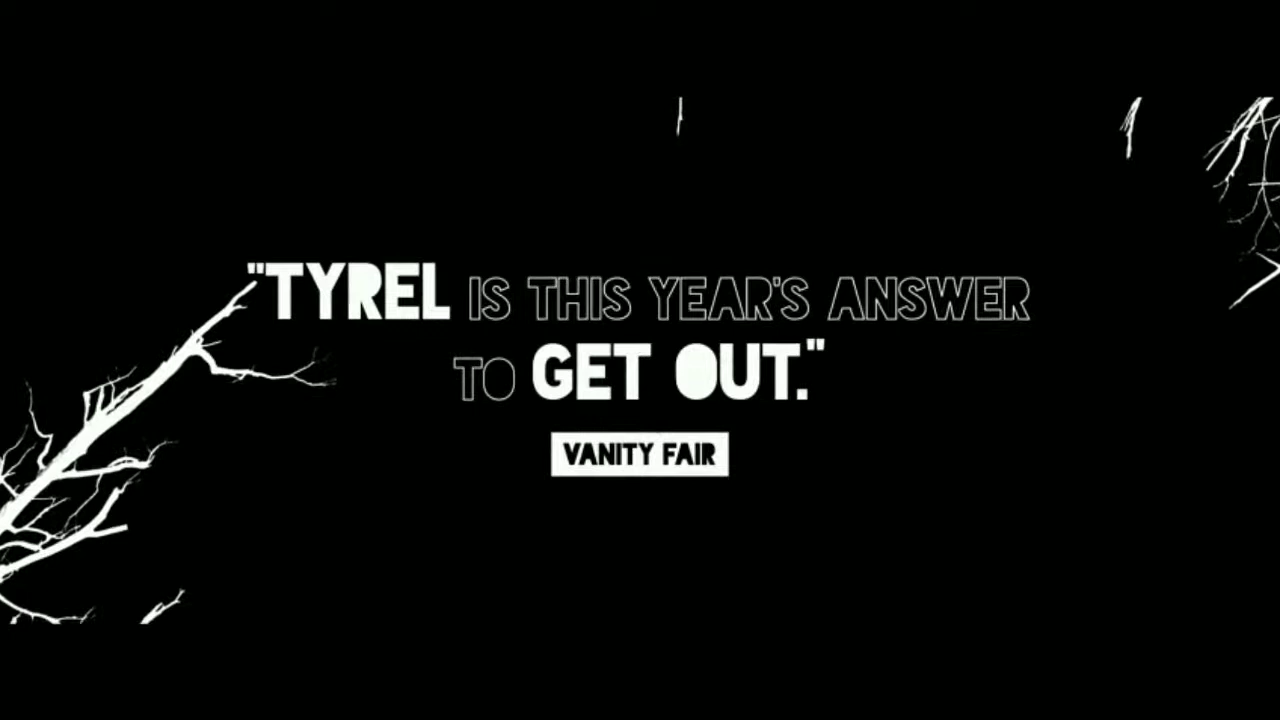 "TYREL IS THIS YEAR'S ANSWER
TO GET OUT."
VANITY FAIR